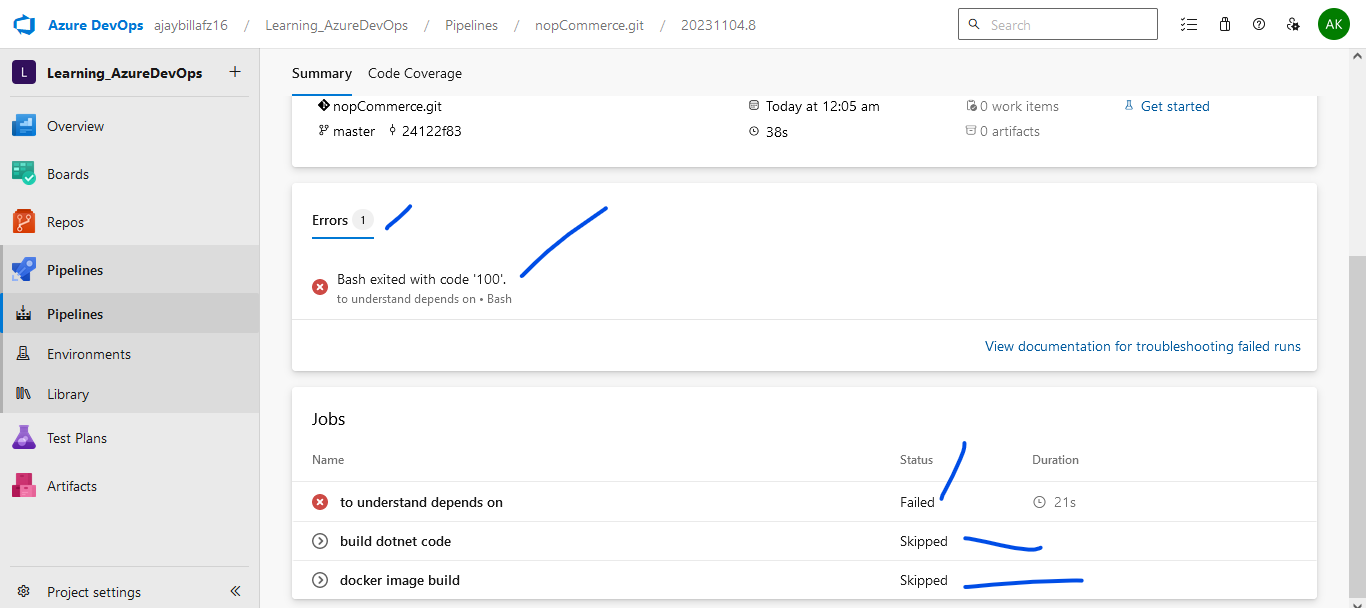 Azure DevOps ajaybillafz16 / Learning_AzureDevOps / Pipelines / nopCommerce.git / 20231104.8 Search AK
L Learning_AzureDevOps +
Overview
Boards
Repos
Pipelines
Pipelines
Environments
Library
Test Plans
Artifacts
Project settings
Summary Code Coverage
nopCommerce.git Today at 12:05 am 0 work items Get started
master 24122f83 38s 0 artifacts
Errors 1
Bash exited with code '100'.
to understand depends on • Bash
View documentation for troubleshooting failed runs
Jobs
Name Status Duration
to understand depends on Failed 21s
build dotnet code Skipped
docker image build Skipped